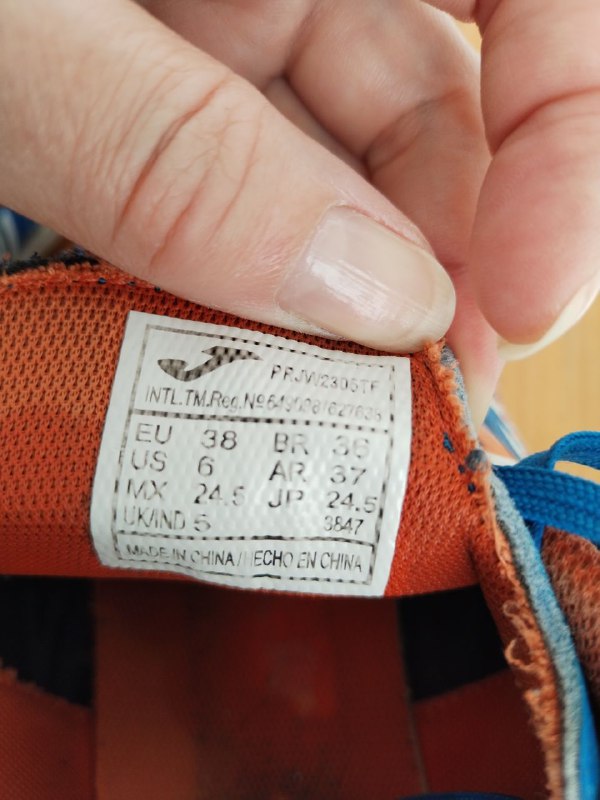 PRJW2305TF
INTL.TM.Reg.Nº
EU 38 BR 36
US 6 AR 37
MX 24.5 JP 24.5
UK/IND 5 3847
MADE IN CHINA / HECHO EN CHINA